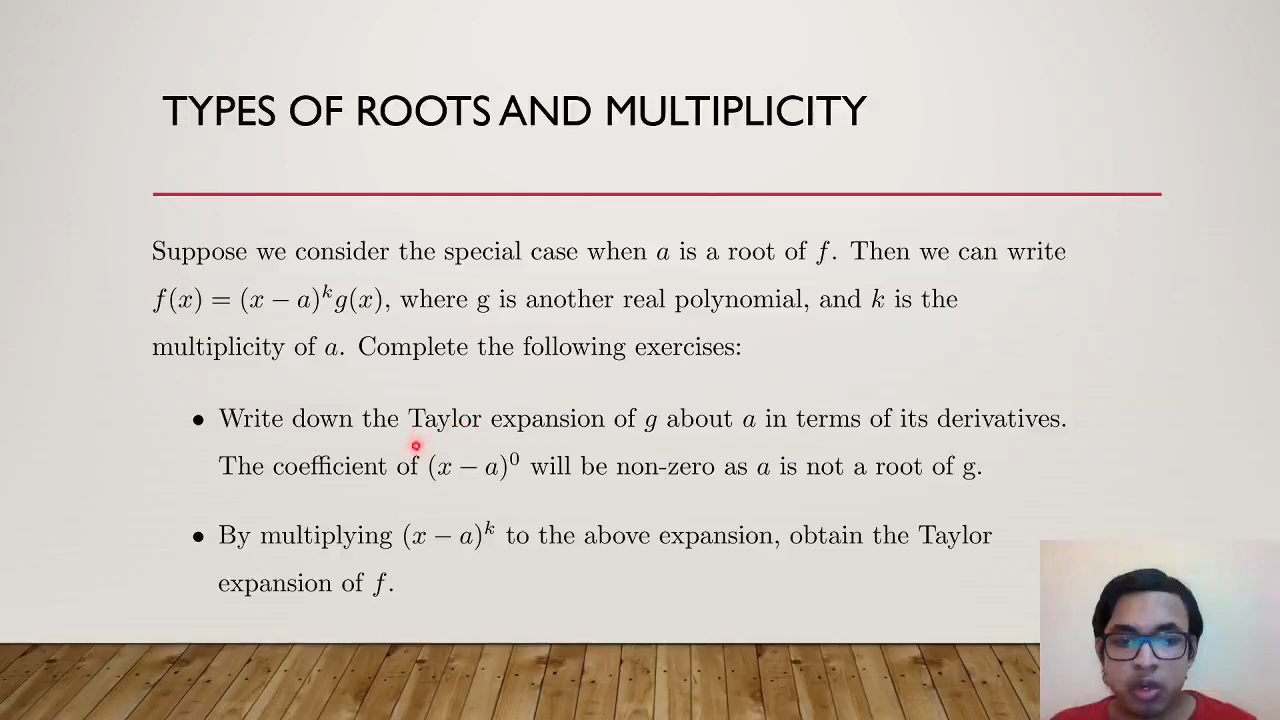 TYPES OF ROOTS AND MULTIPLICITY
Suppose we consider the special case when a is a root of f. Then we can write
f(x) = (x − a)^k g(x), where g is another real polynomial, and k is the
multiplicity of a. Complete the following exercises:
• Write down the Taylor expansion of g about a in terms of its derivatives.
The coefficient of (x − a)^0 will be non-zero as a is not a root of g.
• By multiplying (x − a)^k to the above expansion, obtain the Taylor
expansion of f.